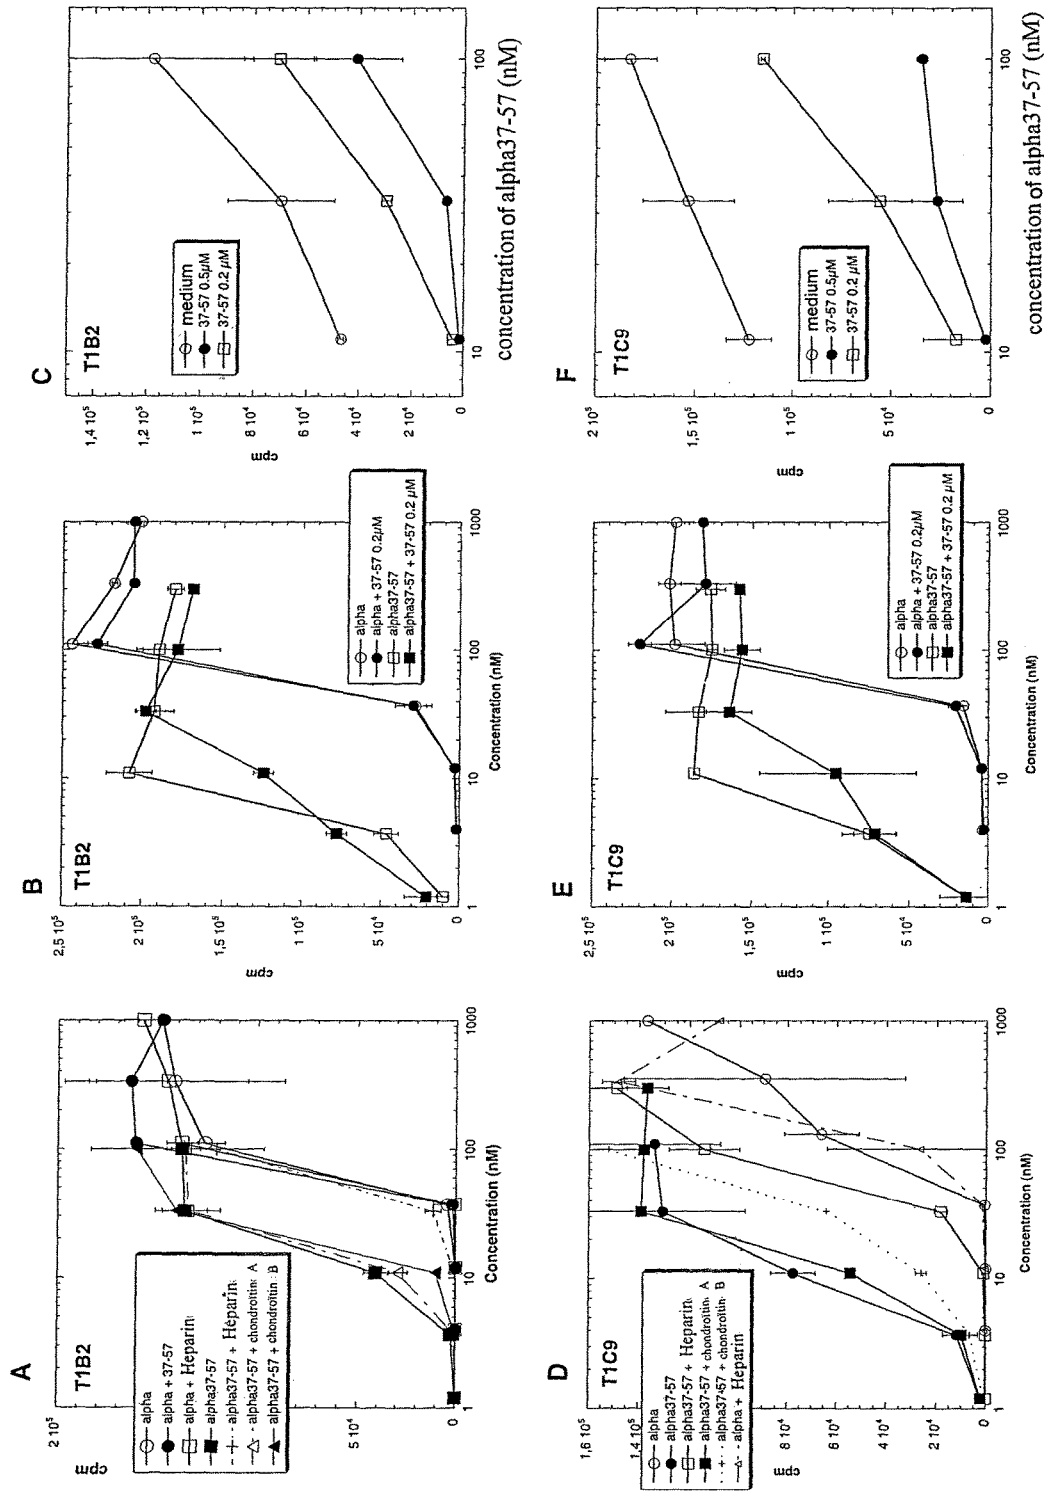 A
T1B2
2 10⁵
5 10⁴
0
cpm
alpha
alpha + 37-57
alpha + Heparin
alpha37-57
alpha37-57 + Heparin
alpha37-57 + chondroitin A
alpha37-57 + chondroitin B
1
10
100
1000
Concentration (nM)
B
T1B2
2,5 10⁵
2 10⁵
1,5 10⁵
1 10⁵
5 10⁴
0
cpm
alpha
alpha + 37-57 0.2µM
alpha37-57
alpha37-57 + 37-57 0.2 µM
1
10
100
1000
Concentration (nM)
C
T1B2
1,4 10⁵
1,2 10⁵
1 10⁵
8 10⁴
6 10⁴
4 10⁴
2 10⁴
0
cpm
medium
37-57 0.5µM
37-57 0.2 µM
10
100
concentration of alpha37-57 (nM)
D
T1C9
1,6 10⁵
1,4 10⁵
8 10⁴
6 10⁴
4 10⁴
2 10⁴
0
cpm
alpha
alpha37-57
alpha37-57 + Heparin
alpha37-57 + chondroitin A
alpha37-57 + chondroitin B
alpha + Heparin
1
10
100
1000
Concentration (nM)
E
T1C9
2,5 10⁵
2 10⁵
1,5 10⁵
1 10⁵
5 10⁴
0
cpm
alpha
alpha + 37-57 0.2µM
alpha37-57
alpha37-57 + 37-57 0.2 µM
1
10
100
1000
Concentration (nM)
F
T1C9
2 10⁵
1,5 10⁵
1 10⁵
5 10⁴
0
cpm
medium
37-57 0.5µM
37-57 0.2 µM
10
100
concentration of alpha37-57 (nM)